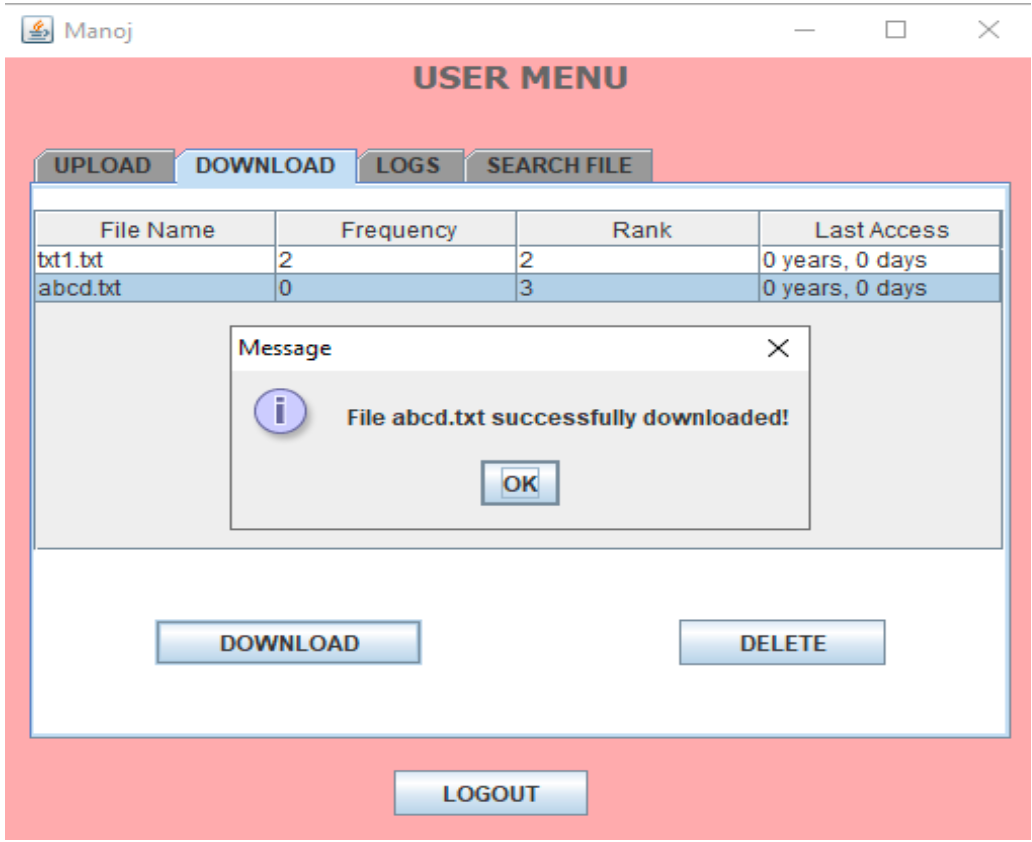 Manoj
USER MENU
UPLOAD DOWNLOAD LOGS SEARCH FILE
File Name Frequency Rank Last Access
txt1.txt 2 2 0 years, 0 days
abcd.txt 0 3 0 years, 0 days
Message
i
File abcd.txt successfully downloaded!
OK
DOWNLOAD DELETE
LOGOUT